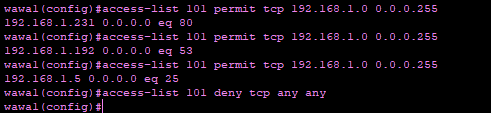 wawal(config)#access-list 101 permit tcp 192.168.1.0 0.0.0.255
192.168.1.231 0.0.0.0 eq 80
wawal(config)#access-list 101 permit tcp 192.168.1.0 0.0.0.255
192.168.1.192 0.0.0.0 eq 53
wawal(config)#access-list 101 permit tcp 192.168.1.0 0.0.0.255
192.168.1.5 0.0.0.0 eq 25
wawal(config)#access-list 101 deny tcp any any
wawal(config)#